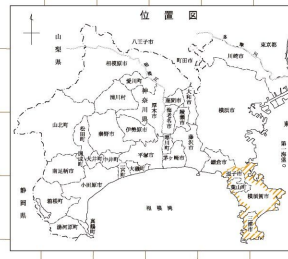 位置図
山梨県
八王子市
東京都
相模原市
町田市
川崎市
愛川町
清川村
神奈川県
厚木市
座間市
大和市
海老名市
綾瀬市
横浜市
山北町
松田町
秦野市
伊勢原市
寒川町
藤沢市
開成町
大井町
中井町
平塚市
茅ヶ崎市
鎌倉市
南足柄市
二宮町
大磯町
逗子市
葉山町
横須賀市
小田原市
静岡県
箱根町
相模湾
三浦市
湯河原町
真鶴町